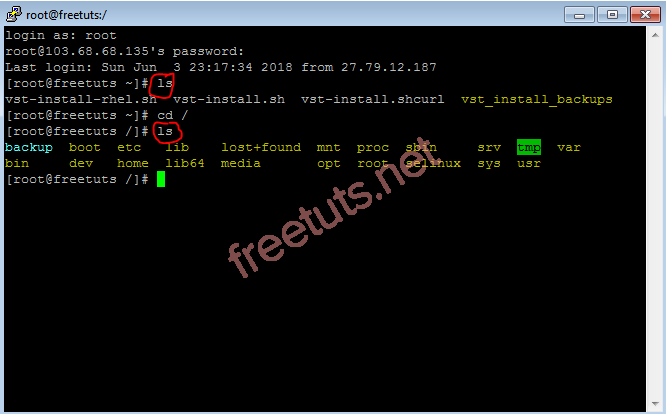 root@freetuts:/
login as: root
root@103.68.68.135's password:
Last login: Sun Jun  3 23:17:34 2018 from 27.79.12.187
[root@freetuts ~]# ls
vst-install-rhel.sh  vst-install.sh  vst-install.shcurl  vst_install_backups
[root@freetuts ~]# cd /
[root@freetuts /]# ls
backup  boot  etc   lib    lost+found  mnt  proc  sbin     srv  tmp  var
bin     dev   home  lib64  media       opt  root  selinux  sys  usr
[root@freetuts /]#
freetuts.net